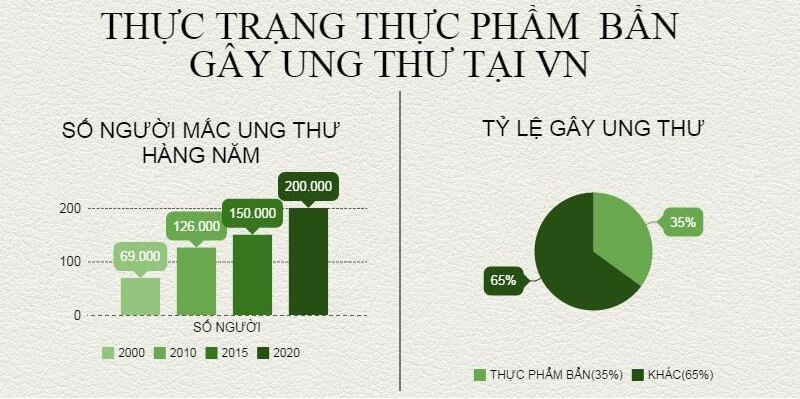 THỰC TRẠNG THỰC PHẨM BẨN
GÂY UNG THƯ TẠI VN
SỐ NGƯỜI MẮC UNG THƯ
HÀNG NĂM
200.000
150.000
126.000
69.000
200
100
0
SỐ NGƯỜI
2000 2010 2015 2020
TỶ LỆ GÂY UNG THƯ
35%
65%
THỰC PHẨM BẨN(35%) KHÁC(65%)